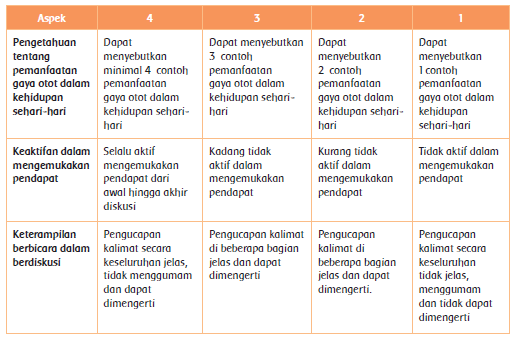 Aspek
4
3
2
1
Pengetahuan
tentang
pemanfaatan
gaya otot dalam
kehidupan
sehari-hari
Dapat
menyebutkan
minimal 4 contoh
pemanfaatan
gaya otot dalam
kehidupan sehari-
hari
Dapat menyebutkan
3 contoh
pemanfaatan
gaya otot dalam
kehidupan sehari-
hari
Dapat
menyebutkan
2 contoh
pemanfaatan
gaya otot dalam
kehidupan sehari-
hari
Dapat
menyebutkan
1 contoh
pemanfaatan
gaya otot dalam
kehidupan
sehari-hari
Keaktifan dalam
mengemukakan
pendapat
Selalu aktif
mengemukakan
pendapat dari
awal hingga akhir
diskusi
Kadang tidak
aktif dalam
mengemukakan
pendapat
Kurang tidak
aktif dalam
mengemukakan
pendapat
Tidak aktif dalam
mengemukakan
pendapat
Keterampilan
berbicara dalam
berdiskusi
Pengucapan
kalimat secara
keseluruhan jelas,
tidak menggumam
dan dapat
dimengerti
Pengucapan kalimat
di beberapa bagian
jelas dan dapat
dimengerti
Pengucapan
kalimat di
beberapa bagian
jelas dan dapat
dimengerti.
Pengucapan
kalimat secara
keseluruhan
tidak jelas,
menggumam
dan tidak dapat
dimengerti